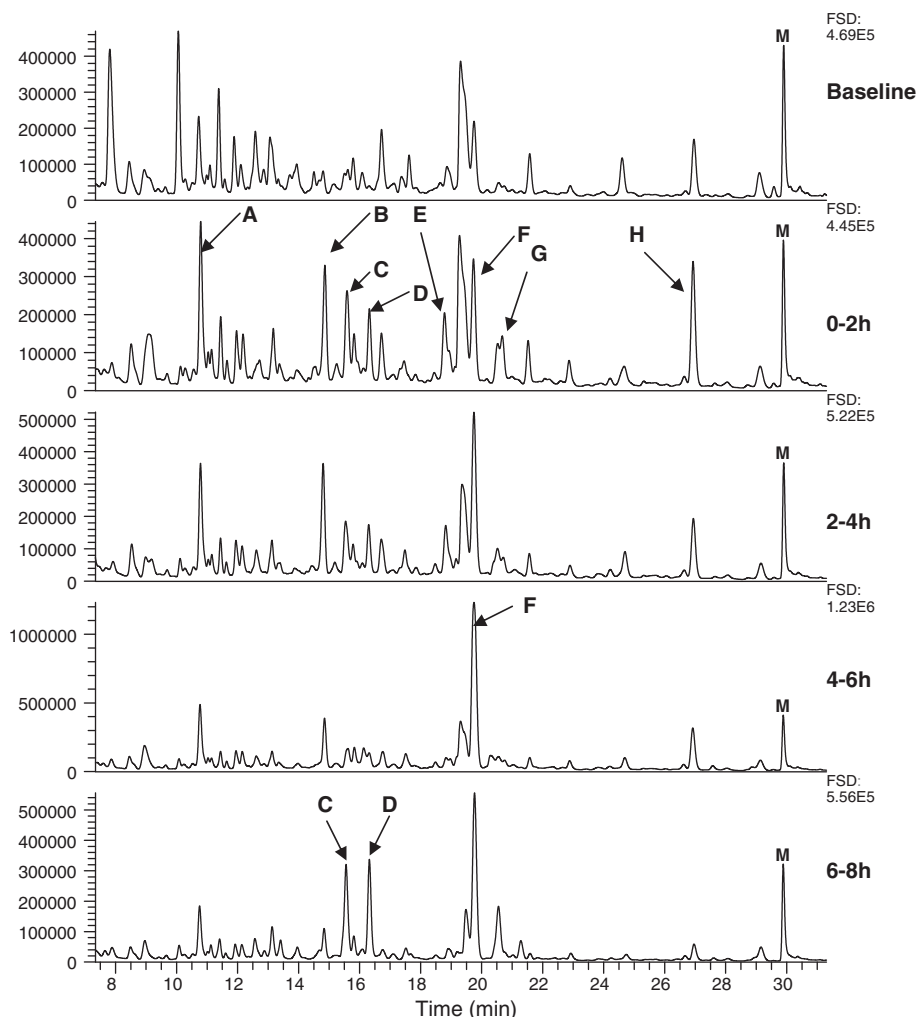 FSD:
4.69E5
M
Baseline
400000
300000
200000
100000
0
FSD:
4.45E5
A
B
E
F
H
M
G
C
D
0-2h
400000
300000
200000
100000
0
FSD:
5.22E5
M
2-4h
500000
400000
300000
200000
100000
0
FSD:
1.23E6
F
M
4-6h
1000000
500000
0
FSD:
5.56E5
C
D
M
6-8h
500000
400000
300000
200000
100000
0
8 10 12 14 16 18 20 22 24 26 28 30
Time (min)